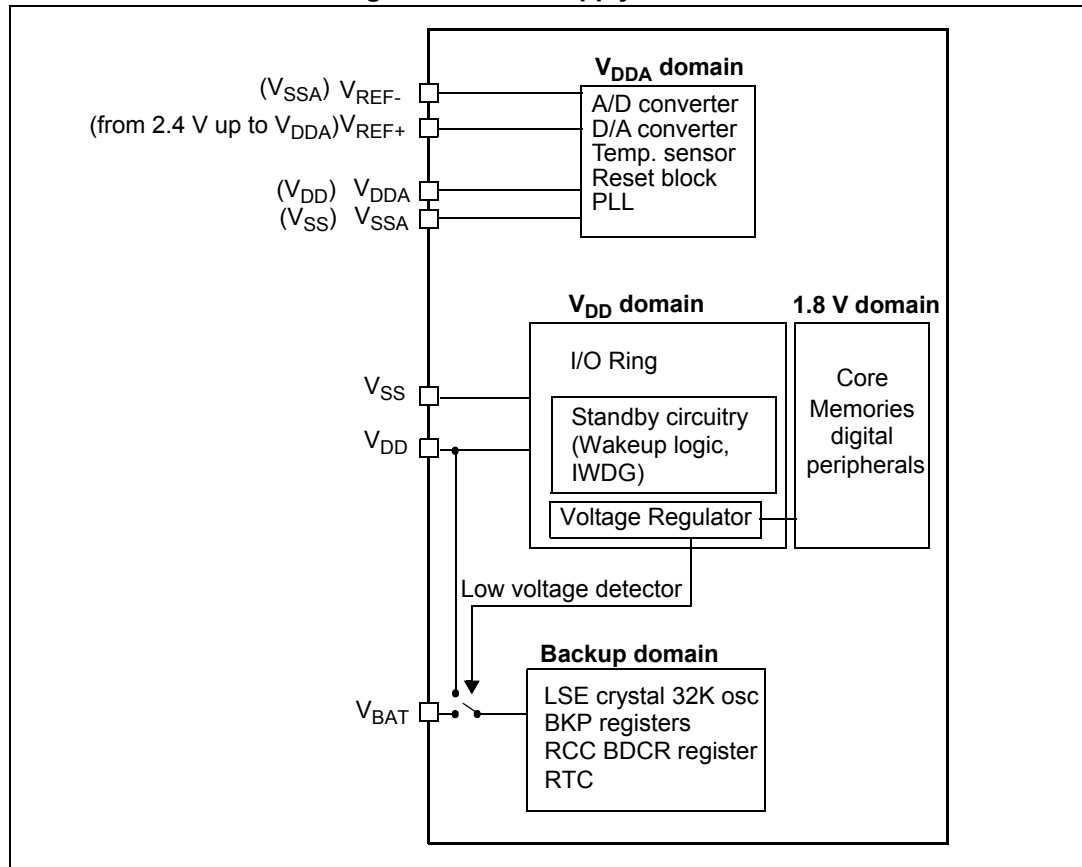 (VSSA) VREF-
(from 2.4 V up to VDDA)VREF+
(VDD) VDDA
(VSS) VSSA
VDDA domain
A/D converter
D/A converter
Temp. sensor
Reset block
PLL
VDD domain
1.8 V domain
VSS
VDD
I/O Ring
Standby circuitry
(Wakeup logic,
IWDG)
Voltage Regulator
Core
Memories
digital
peripherals
Low voltage detector
Backup domain
VBAT
LSE crystal 32K osc
BKP registers
RCC BDCR register
RTC